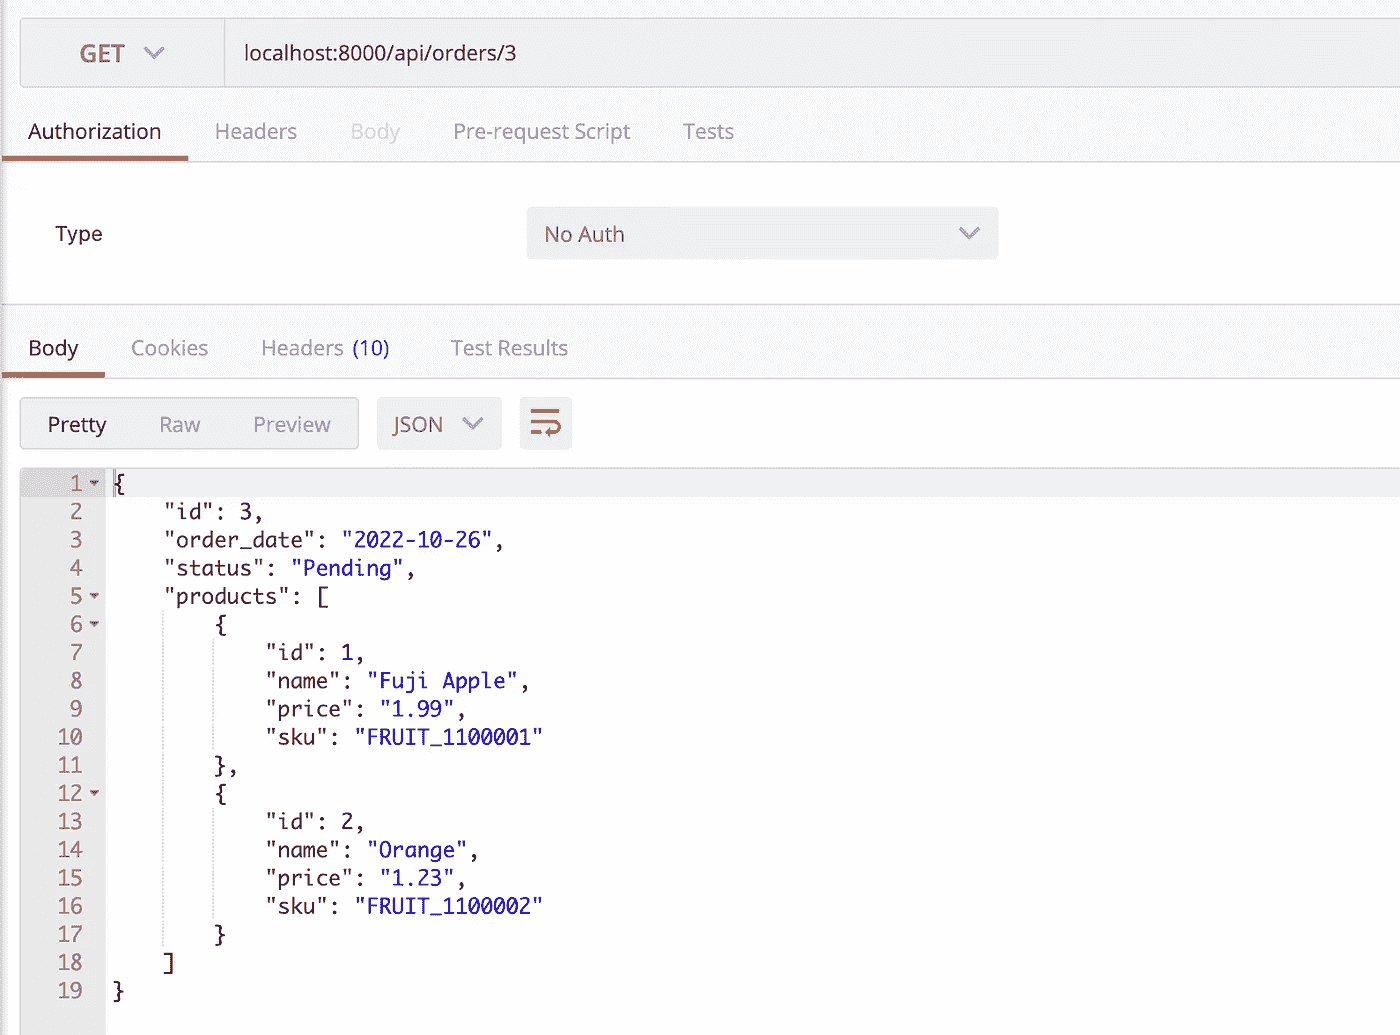 GET localhost:8000/api/orders/3
Authorization Headers Body Pre-request Script Tests
Type No Auth
Body Cookies Headers (10) Test Results
Pretty Raw Preview JSON
1 {
2 "id": 3,
3 "order_date": "2022-10-26",
4 "status": "Pending",
5 "products": [
6 {
7 "id": 1,
8 "name": "Fuji Apple",
9 "price": "1.99",
10 "sku": "FRUIT_1100001"
11 },
12 {
13 "id": 2,
14 "name": "Orange",
15 "price": "1.23",
16 "sku": "FRUIT_1100002"
17 }
18 ]
19 }